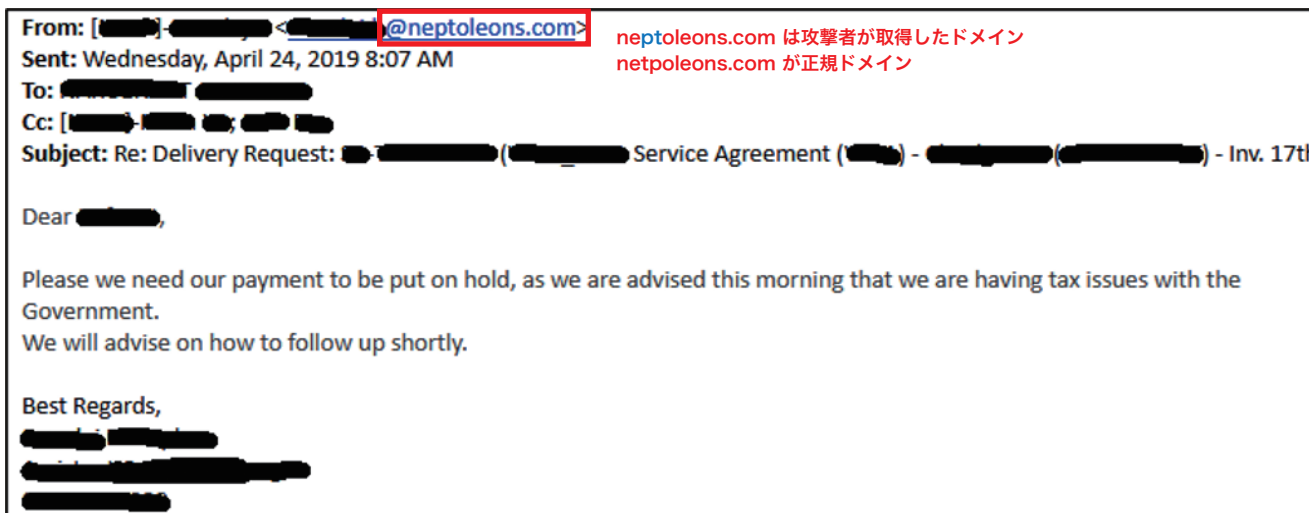 From: [ ]- < @neptoleons.com>
neptoleons.com は攻撃者が取得したドメイン
Sent: Wednesday, April 24, 2019 8:07 AM
netpoleons.com が正規ドメイン
To:
Cc: [ - ;
Subject: Re: Delivery Request: ( Service Agreement ( ) - ( ) - Inv. 17th
Dear ,
Please we need our payment to be put on hold, as we are advised this morning that we are having tax issues with the
Government.
We will advise on how to follow up shortly.
Best Regards,